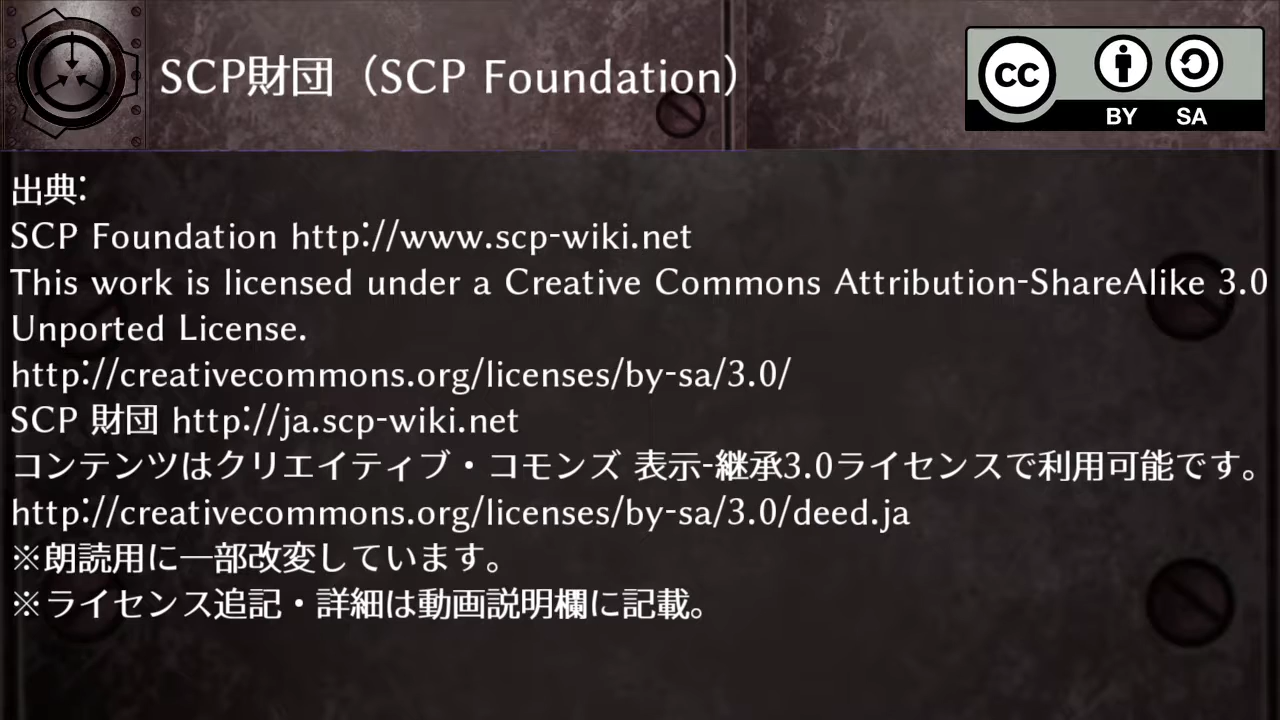 SCP財団（SCP Foundation）
cc
BY SA
出典:
SCP Foundation http://www.scp-wiki.net
This work is licensed under a Creative Commons Attribution-ShareAlike 3.0
Unported License.
http://creativecommons.org/licenses/by-sa/3.0/
SCP 財団 http://ja.scp-wiki.net
コンテンツはクリエイティブ・コモンズ 表示-継承3.0ライセンスで利用可能です。
http://creativecommons.org/licenses/by-sa/3.0/deed.ja
※朗読用に一部改変しています。
※ライセンス追記・詳細は動画説明欄に記載。